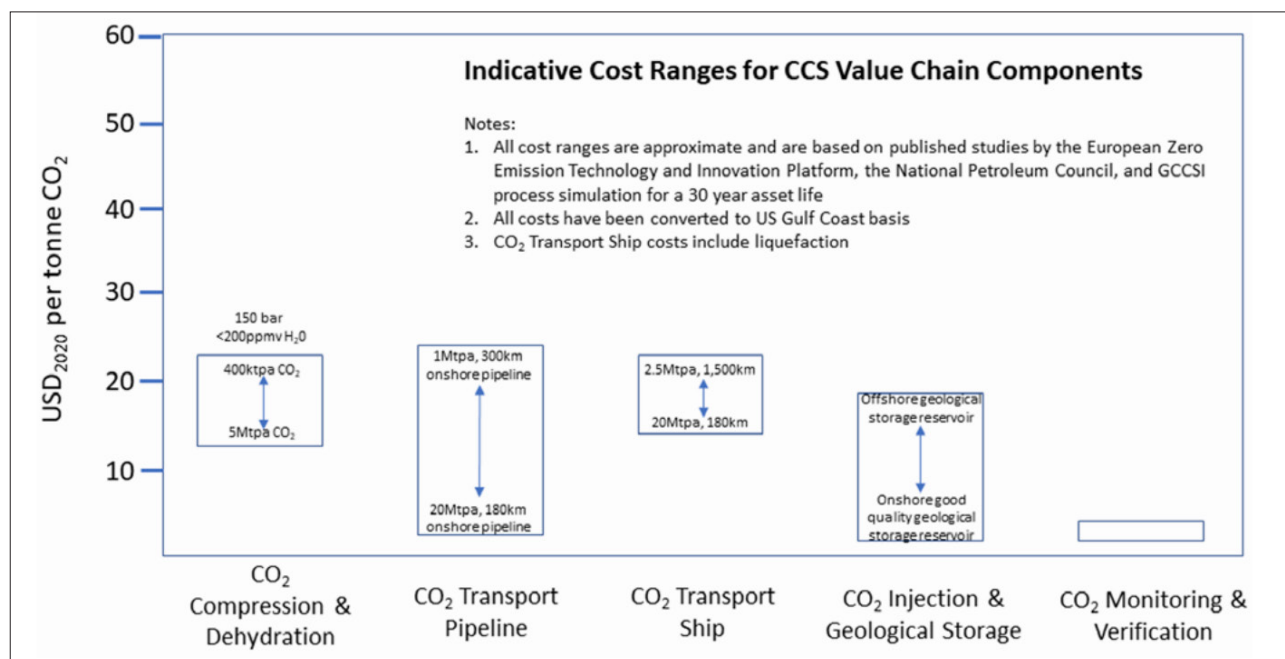 Indicative Cost Ranges for CCS Value Chain Components
Notes:
1. All cost ranges are approximate and are based on published studies by the European Zero
Emission Technology and Innovation Platform, the National Petroleum Council, and GCCSI
process simulation for a 30 year asset life
2. All costs have been converted to US Gulf Coast basis
3. CO₂ Transport Ship costs include liquefaction
USD₂₀₂₀ per tonne CO₂
60
50
40
30
20
10
150 bar
<200ppmv H₂0
400ktpa CO₂
5Mtpa CO₂
1Mtpa, 300km
onshore pipeline
20Mtpa, 180km
onshore pipeline
2.5Mtpa, 1,500km
20Mtpa, 180km
Offshore geological
storage reservoir
Onshore good
quality geological
storage reservoir
CO₂
Compression &
Dehydration
CO₂ Transport
Pipeline
CO₂ Transport
Ship
CO₂ Injection &
Geological Storage
CO₂ Monitoring &
Verification